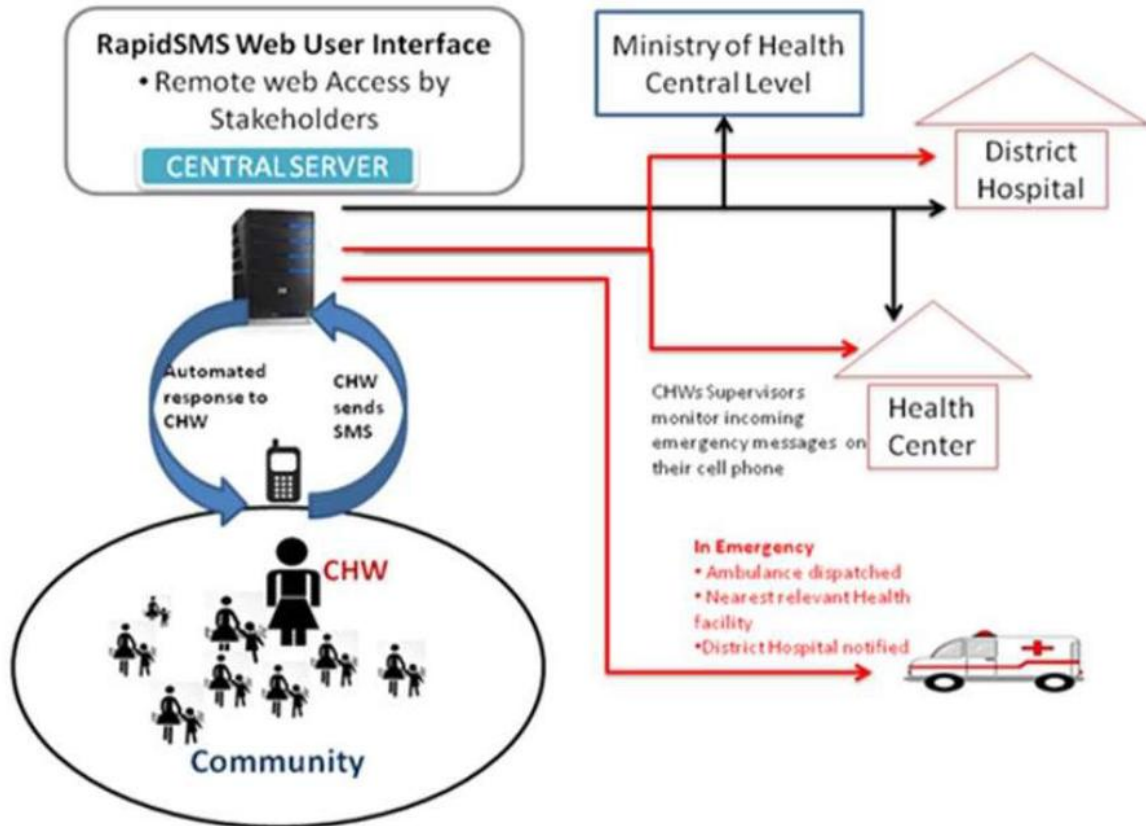 RapidSMS Web User Interface
• Remote web Access by
Stakeholders
CENTRAL SERVER
Ministry of Health
Central Level
District
Hospital
Automated
response to
CHW
CHW
sends
SMS
CHWs Supervisors
monitor incoming
emergency messages on
their cell phone
Health
Center
In Emergency
• Ambulance dispatched
• Nearest relevant Health
facility
•District Hospital notified
CHW
Community